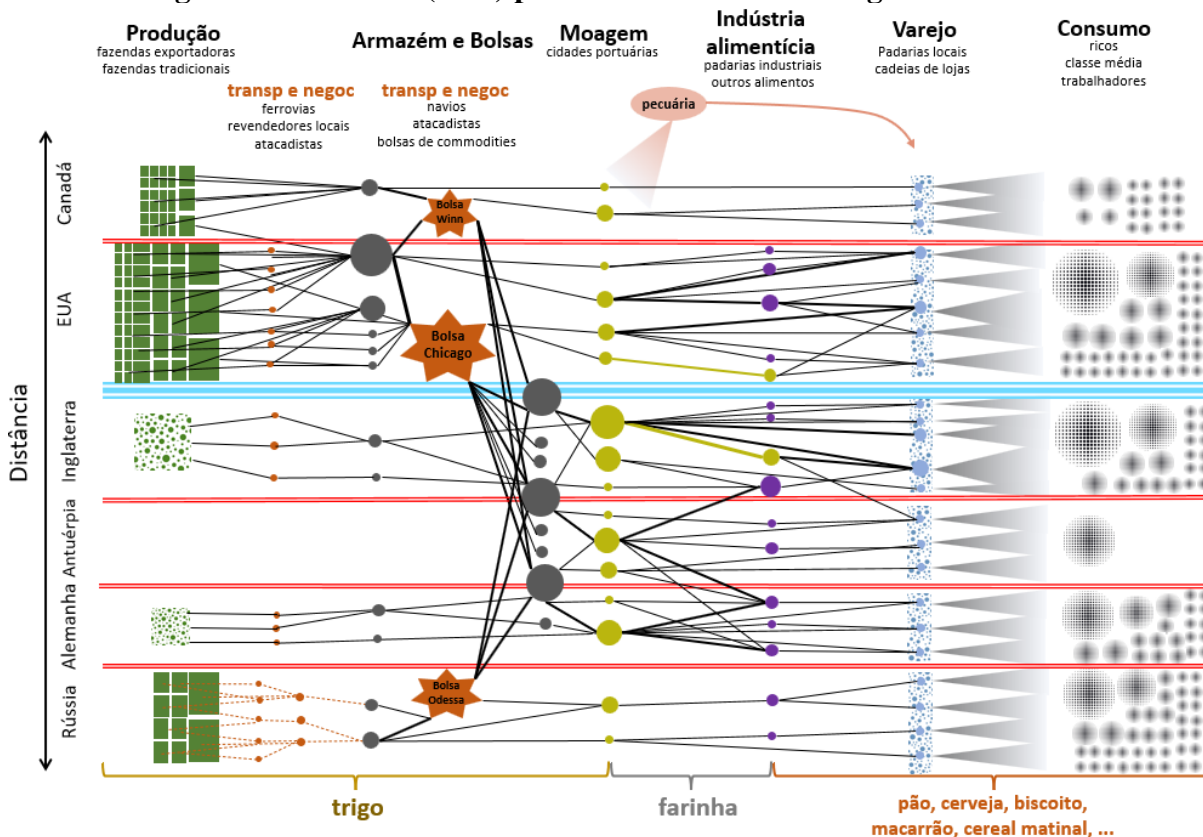 Produção
fazendas exportadoras
fazendas tradicionais
transp e negoc
ferrovias
revendedores locais
atacadistas
Armazém e Bolsas
transp e negoc
navios
atacadistas
bolsas de commodities
Moagem
cidades portuárias
Indústria
alimentícia
padarias industriais
outros alimentos
Varejo
Padarias locais
cadeias de lojas
Consumo
ricos
classe média
trabalhadores
pecuária
Distância
Canadá
EUA
Inglaterra
Antuérpia
Alemanha
Rússia
Bolsa
Winn
Bolsa
Chicago
Bolsa
Odessa
trigo
farinha
pão, cerveja, biscoito,
macarrão, cereal matinal, ...